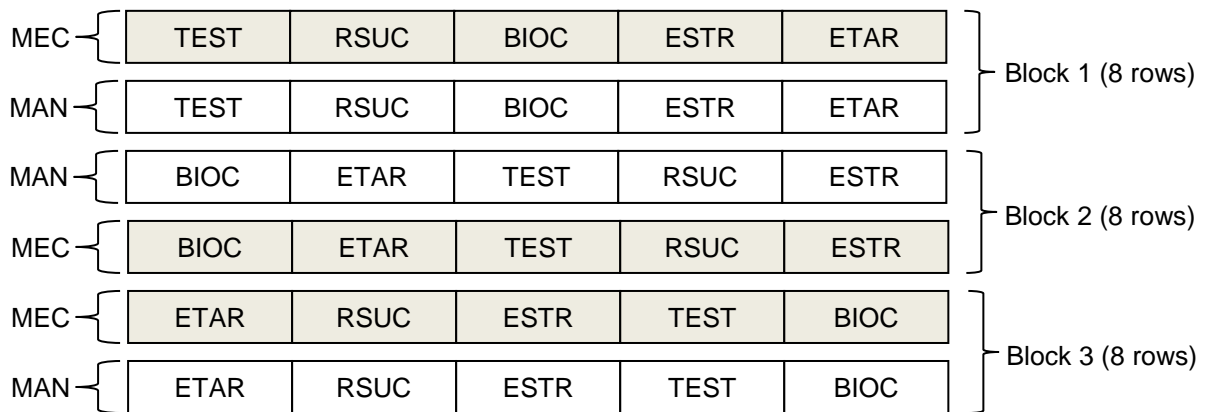 MEC TEST RSUC BIOC ESTR ETAR
Block 1 (8 rows)
MAN TEST RSUC BIOC ESTR ETAR
MAN BIOC ETAR TEST RSUC ESTR
Block 2 (8 rows)
MEC BIOC ETAR TEST RSUC ESTR
MEC ETAR RSUC ESTR TEST BIOC
Block 3 (8 rows)
MAN ETAR RSUC ESTR TEST BIOC